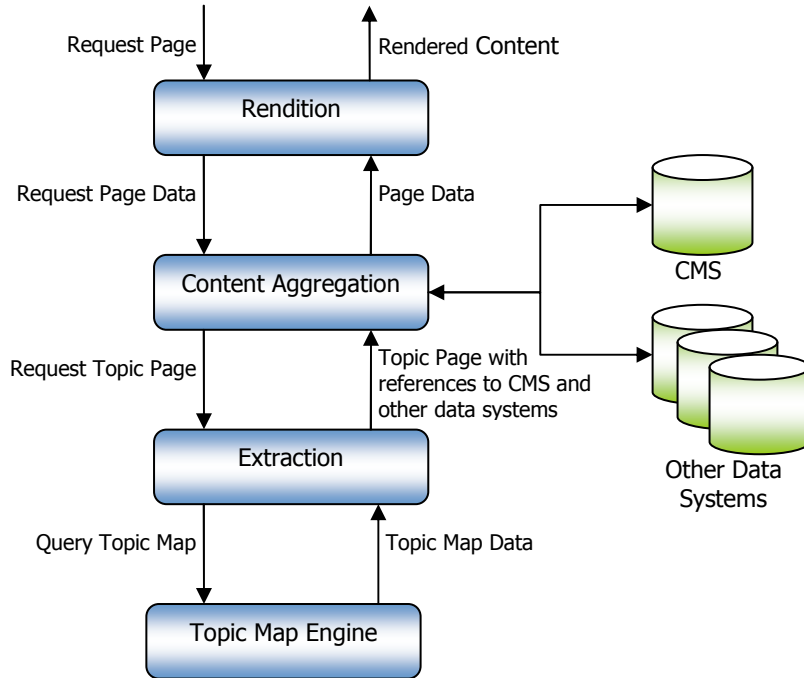 Request Page
Rendered Content
Rendition
Request Page Data
Page Data
CMS
Content Aggregation
Request Topic Page
Topic Page with
references to CMS and
other data systems
Other Data
Systems
Extraction
Query Topic Map
Topic Map Data
Topic Map Engine